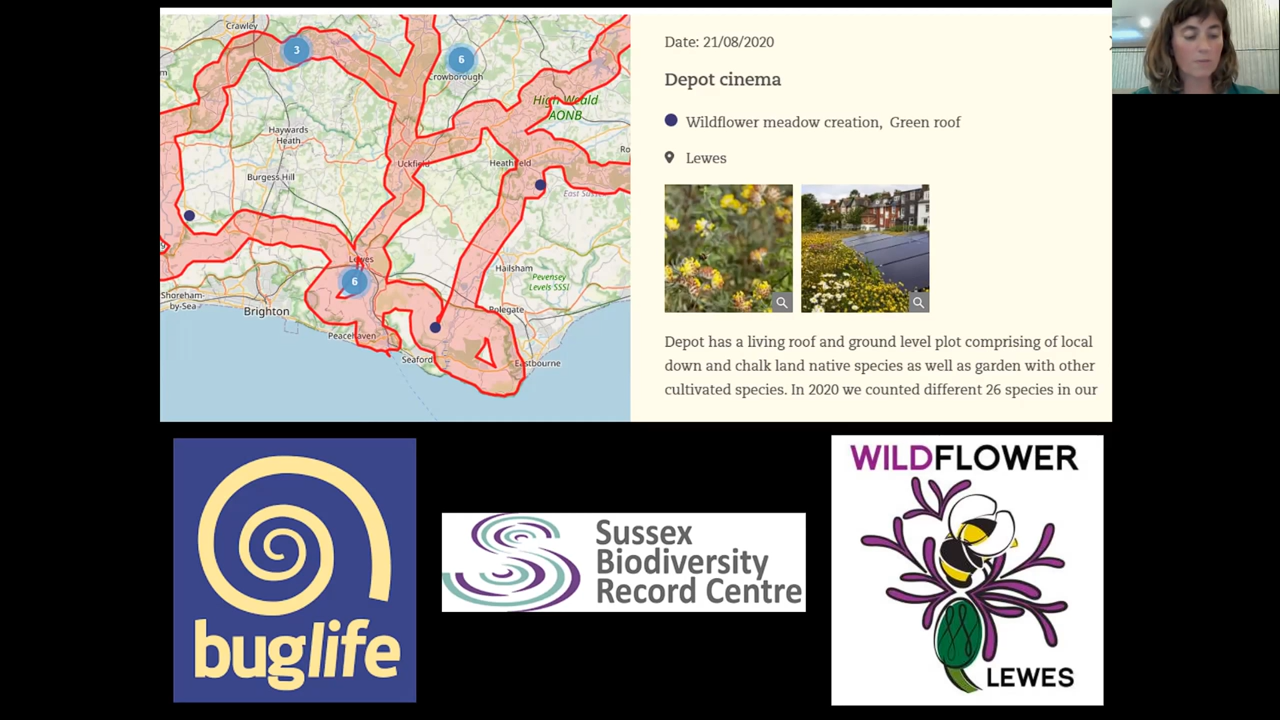 Crawley
3
6
Crowborough
High Weald
AONB
Haywards
Heath
Uckfield
Heathfield
Ro
Burgess Hill
East Sussex
Lewes
Hailsham
Pevensey
Levels SSSI
6
Shoreham-
by-Sea
Brighton
Polegate
Peacehaven
Seaford
Eastbourne
Date: 21/08/2020
Depot cinema
Wildflower meadow creation, Green roof
Lewes
Depot has a living roof and ground level plot comprising of local
down and chalk land native species as well as garden with other
cultivated species. In 2020 we counted different 26 species in our
buglife
Sussex
Biodiversity
Record Centre
WILDFLOWER
LEWES